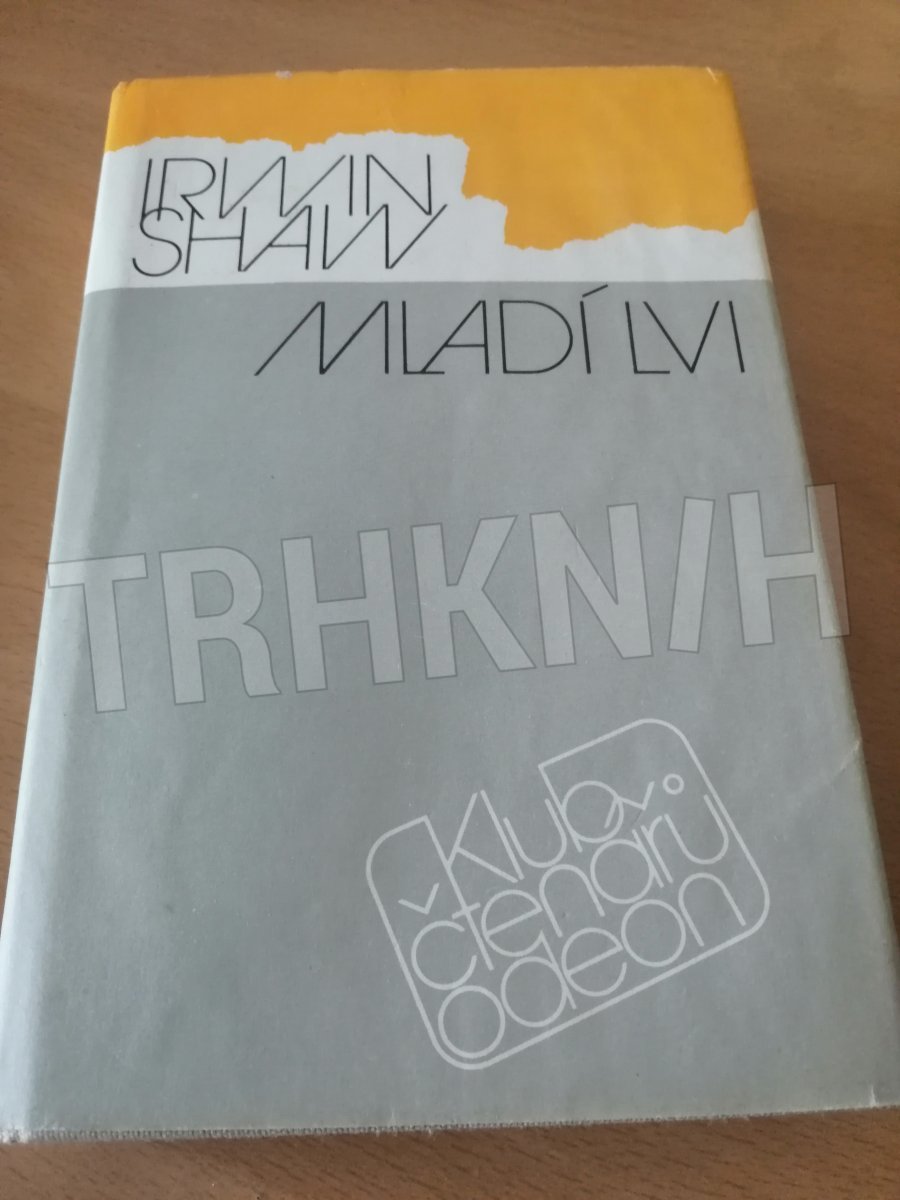 IRWIN
SHAW
MLADÍ LVI
TRHKNIH
Klub
čtenářů
odeon